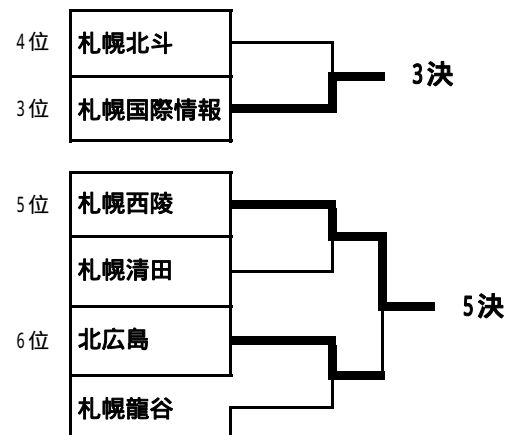 4位 札幌北斗
3決
3位 札幌国際情報
5位 札幌西陵
札幌清田
5決
6位 北広島
札幌龍谷